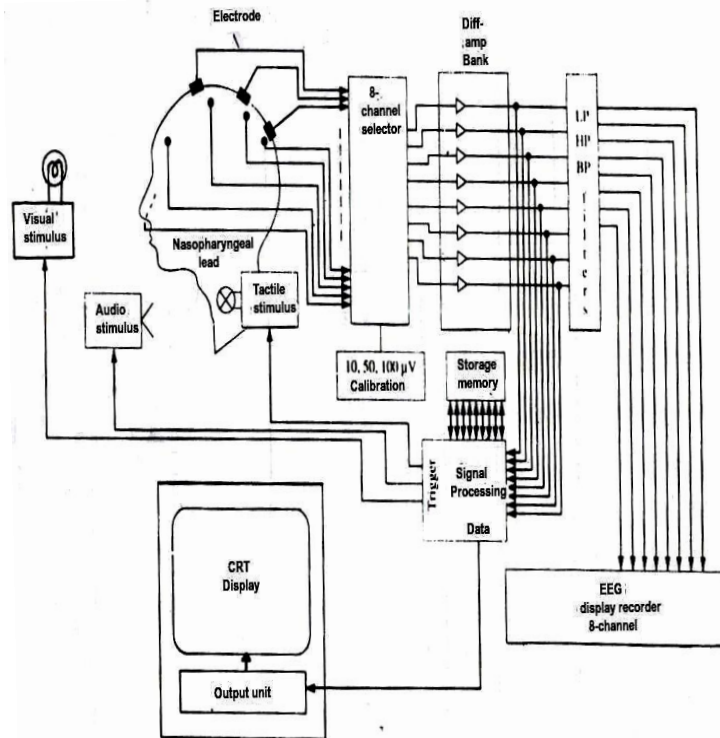 Electrode
Diff-
amp
Bank
8-
channel
selector
LP
HP
BP
filters
Visual
stimulus
Nasopharyngeal
lead
Tactile
stimulus
Audio
stimulus
10, 50, 100 µV
Calibration
Storage
memory
Trigger
Signal
Processing
Data
CRT
Display
EEG
display recorder
8-channel
Output unit